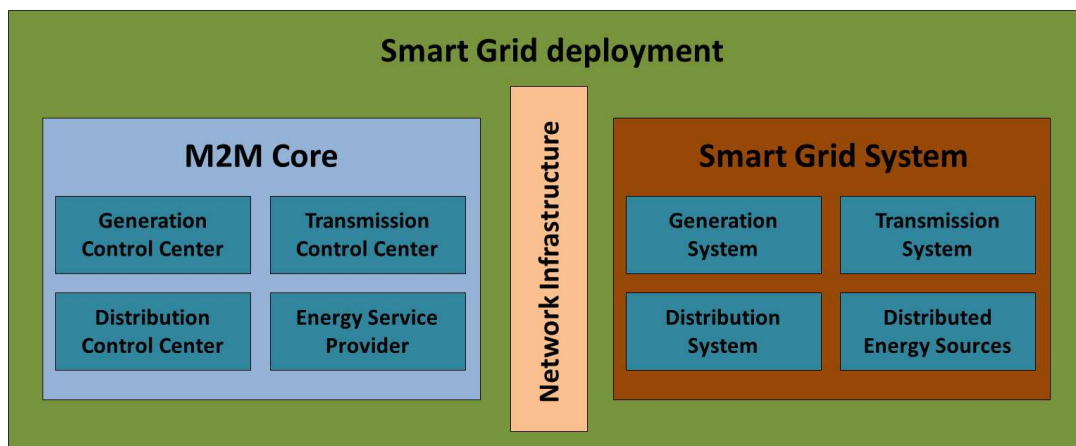 Smart Grid deployment
M2M Core
Generation
Control Center
Transmission
Control Center
Distribution
Control Center
Energy Service
Provider
Network Infrastructure
Smart Grid System
Generation
System
Transmission
System
Distribution
System
Distributed
Energy Sources